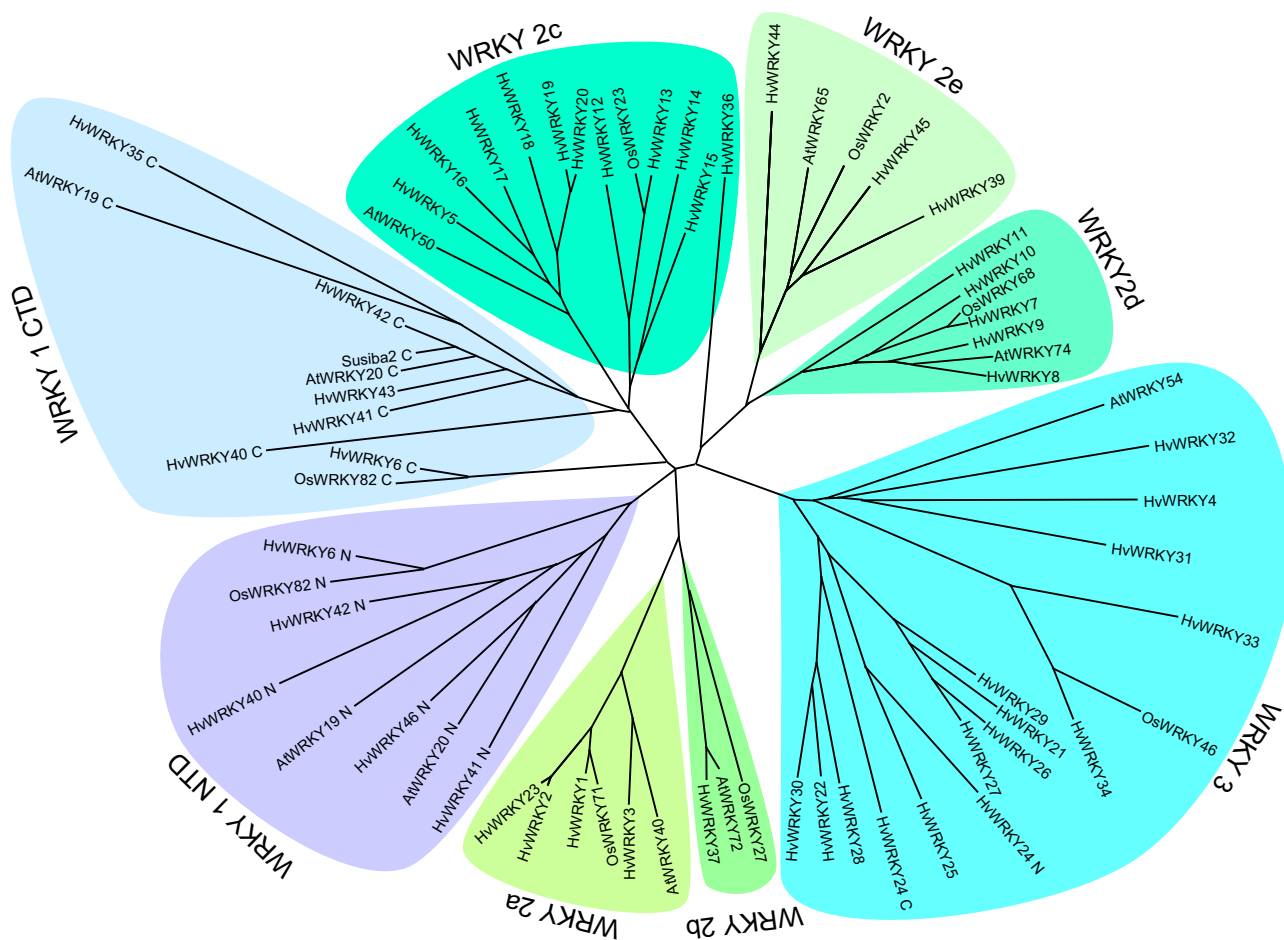 WRKY 2c
HvWRKY5
AtWRKY50
HvWRKY16
HvWRKY17
HvWRKY18
HvWRKY19
HvWRKY20
HvWRKY12
OsWRKY23
HvWRKY13
HvWRKY14
HvWRKY15
HvWRKY36
WRKY 2e
HvWRKY44
AtWRKY65
OsWRKY2
HvWRKY45
HvWRKY39
WRKY2d
HvWRKY11
HvWRKY10
OsWRKY68
HvWRKY7
HvWRKY9
AtWRKY74
HvWRKY8
WRKY 3
AtWRKY54
HvWRKY32
HvWRKY4
HvWRKY31
HvWRKY33
OsWRKY46
HvWRKY34
HvWRKY29
HvWRKY21
HvWRKY26
HvWRKY27
HvWRKY24 N
HvWRKY25
HvWRKY24 C
HvWRKY28
HvWRKY22
HvWRKY30
WRKY 2b
OsWRKY27
AtWRKY72
HvWRKY37
WRKY 2a
AtWRKY40
HvWRKY3
OsWRKY71
HvWRKY1
HvWRKY2
HvWRKY23
WRKY 1 NTD
HvWRKY41 N
AtWRKY20 N
HvWRKY46 N
AtWRKY19 N
HvWRKY40 N
HvWRKY42 N
OsWRKY82 N
HvWRKY6 N
WRKY 1 CTD
OsWRKY82 C
HvWRKY6 C
HvWRKY40 C
HvWRKY41 C
HvWRKY43
AtWRKY20 C
Susiba2 C
HvWRKY42 C
AtWRKY19 C
HvWRKY35 C